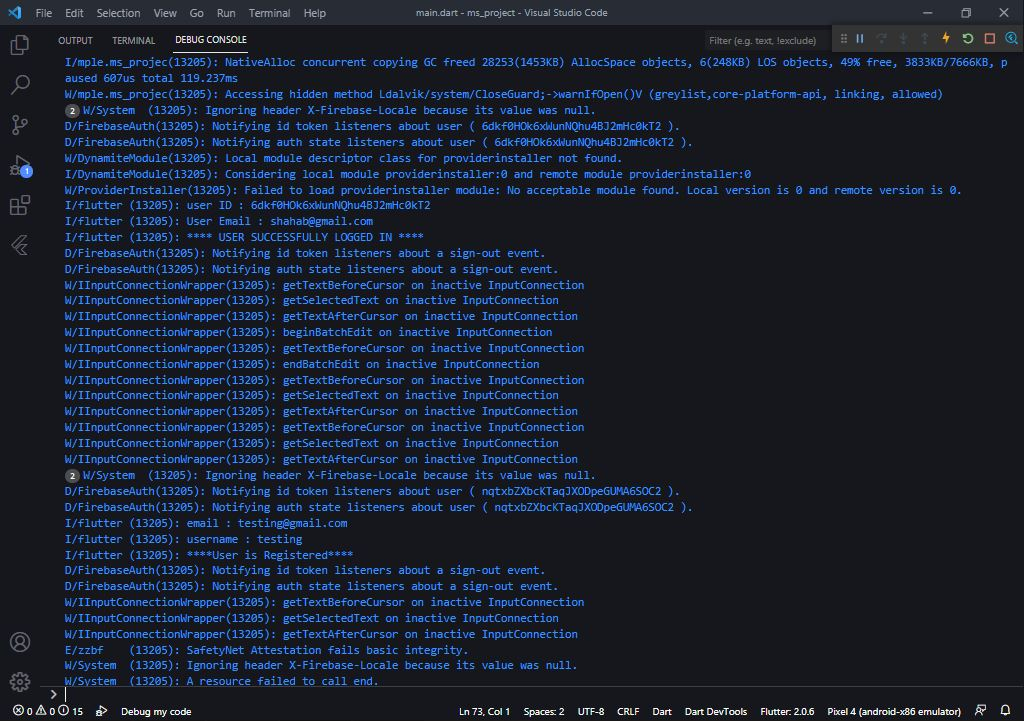 File Edit Selection View Go Run Terminal Help main.dart - ms_project - Visual Studio Code
OUTPUT TERMINAL DEBUG CONSOLE Filter (e.g. text, !exclude)
I/mple.ms_projec(13205): NativeAlloc concurrent copying GC freed 28253(1453KB) AllocSpace objects, 6(248KB) LOS objects, 49% free, 3833KB/7666KB, p
aused 607us total 119.237ms
W/mple.ms_projec(13205): Accessing hidden method Ldalvik/system/CloseGuard;->warnIfOpen()V (greylist,core-platform-api, linking, allowed)
2 W/System  (13205): Ignoring header X-Firebase-Locale because its value was null.
D/FirebaseAuth(13205): Notifying id token listeners about user ( 6dkf0HOk6xWunNQhu4BJ2mHc0kT2 ).
D/FirebaseAuth(13205): Notifying auth state listeners about user ( 6dkf0HOk6xWunNQhu4BJ2mHc0kT2 ).
W/DynamiteModule(13205): Local module descriptor class for providerinstaller not found.
I/DynamiteModule(13205): Considering local module providerinstaller:0 and remote module providerinstaller:0
W/ProviderInstaller(13205): Failed to load providerinstaller module: No acceptable module found. Local version is 0 and remote version is 0.
I/flutter (13205): user ID : 6dkf0HOk6xWunNQhu4BJ2mHc0kT2
I/flutter (13205): User Email : shahab@gmail.com
I/flutter (13205): **** USER SUCCESSFULLY LOGGED IN ****
D/FirebaseAuth(13205): Notifying id token listeners about a sign-out event.
D/FirebaseAuth(13205): Notifying auth state listeners about a sign-out event.
W/IInputConnectionWrapper(13205): getTextBeforeCursor on inactive InputConnection
W/IInputConnectionWrapper(13205): getSelectedText on inactive InputConnection
W/IInputConnectionWrapper(13205): getTextAfterCursor on inactive InputConnection
W/IInputConnectionWrapper(13205): beginBatchEdit on inactive InputConnection
W/IInputConnectionWrapper(13205): getTextBeforeCursor on inactive InputConnection
W/IInputConnectionWrapper(13205): endBatchEdit on inactive InputConnection
W/IInputConnectionWrapper(13205): getTextBeforeCursor on inactive InputConnection
W/IInputConnectionWrapper(13205): getSelectedText on inactive InputConnection
W/IInputConnectionWrapper(13205): getTextAfterCursor on inactive InputConnection
W/IInputConnectionWrapper(13205): getTextBeforeCursor on inactive InputConnection
W/IInputConnectionWrapper(13205): getSelectedText on inactive InputConnection
W/IInputConnectionWrapper(13205): getTextAfterCursor on inactive InputConnection
2 W/System  (13205): Ignoring header X-Firebase-Locale because its value was null.
D/FirebaseAuth(13205): Notifying id token listeners about user ( nqtxbZXbcKTaqJXODpeGUMA6SOC2 ).
D/FirebaseAuth(13205): Notifying auth state listeners about user ( nqtxbZXbcKTaqJXODpeGUMA6SOC2 ).
I/flutter (13205): email : testing@gmail.com
I/flutter (13205): username : testing
I/flutter (13205): ****User is Registered****
D/FirebaseAuth(13205): Notifying id token listeners about a sign-out event.
D/FirebaseAuth(13205): Notifying auth state listeners about a sign-out event.
W/IInputConnectionWrapper(13205): getTextBeforeCursor on inactive InputConnection
W/IInputConnectionWrapper(13205): getSelectedText on inactive InputConnection
W/IInputConnectionWrapper(13205): getTextAfterCursor on inactive InputConnection
E/zzbf    (13205): SafetyNet Attestation fails basic integrity.
W/System  (13205): Ignoring header X-Firebase-Locale because its value was null.
W/System  (13205): A resource failed to call end.
1
>
0 0 15 Debug my code Ln 73, Col 1 Spaces: 2 UTF-8 CRLF Dart Dart DevTools Flutter: 2.0.6 Pixel 4 (android-x86 emulator)